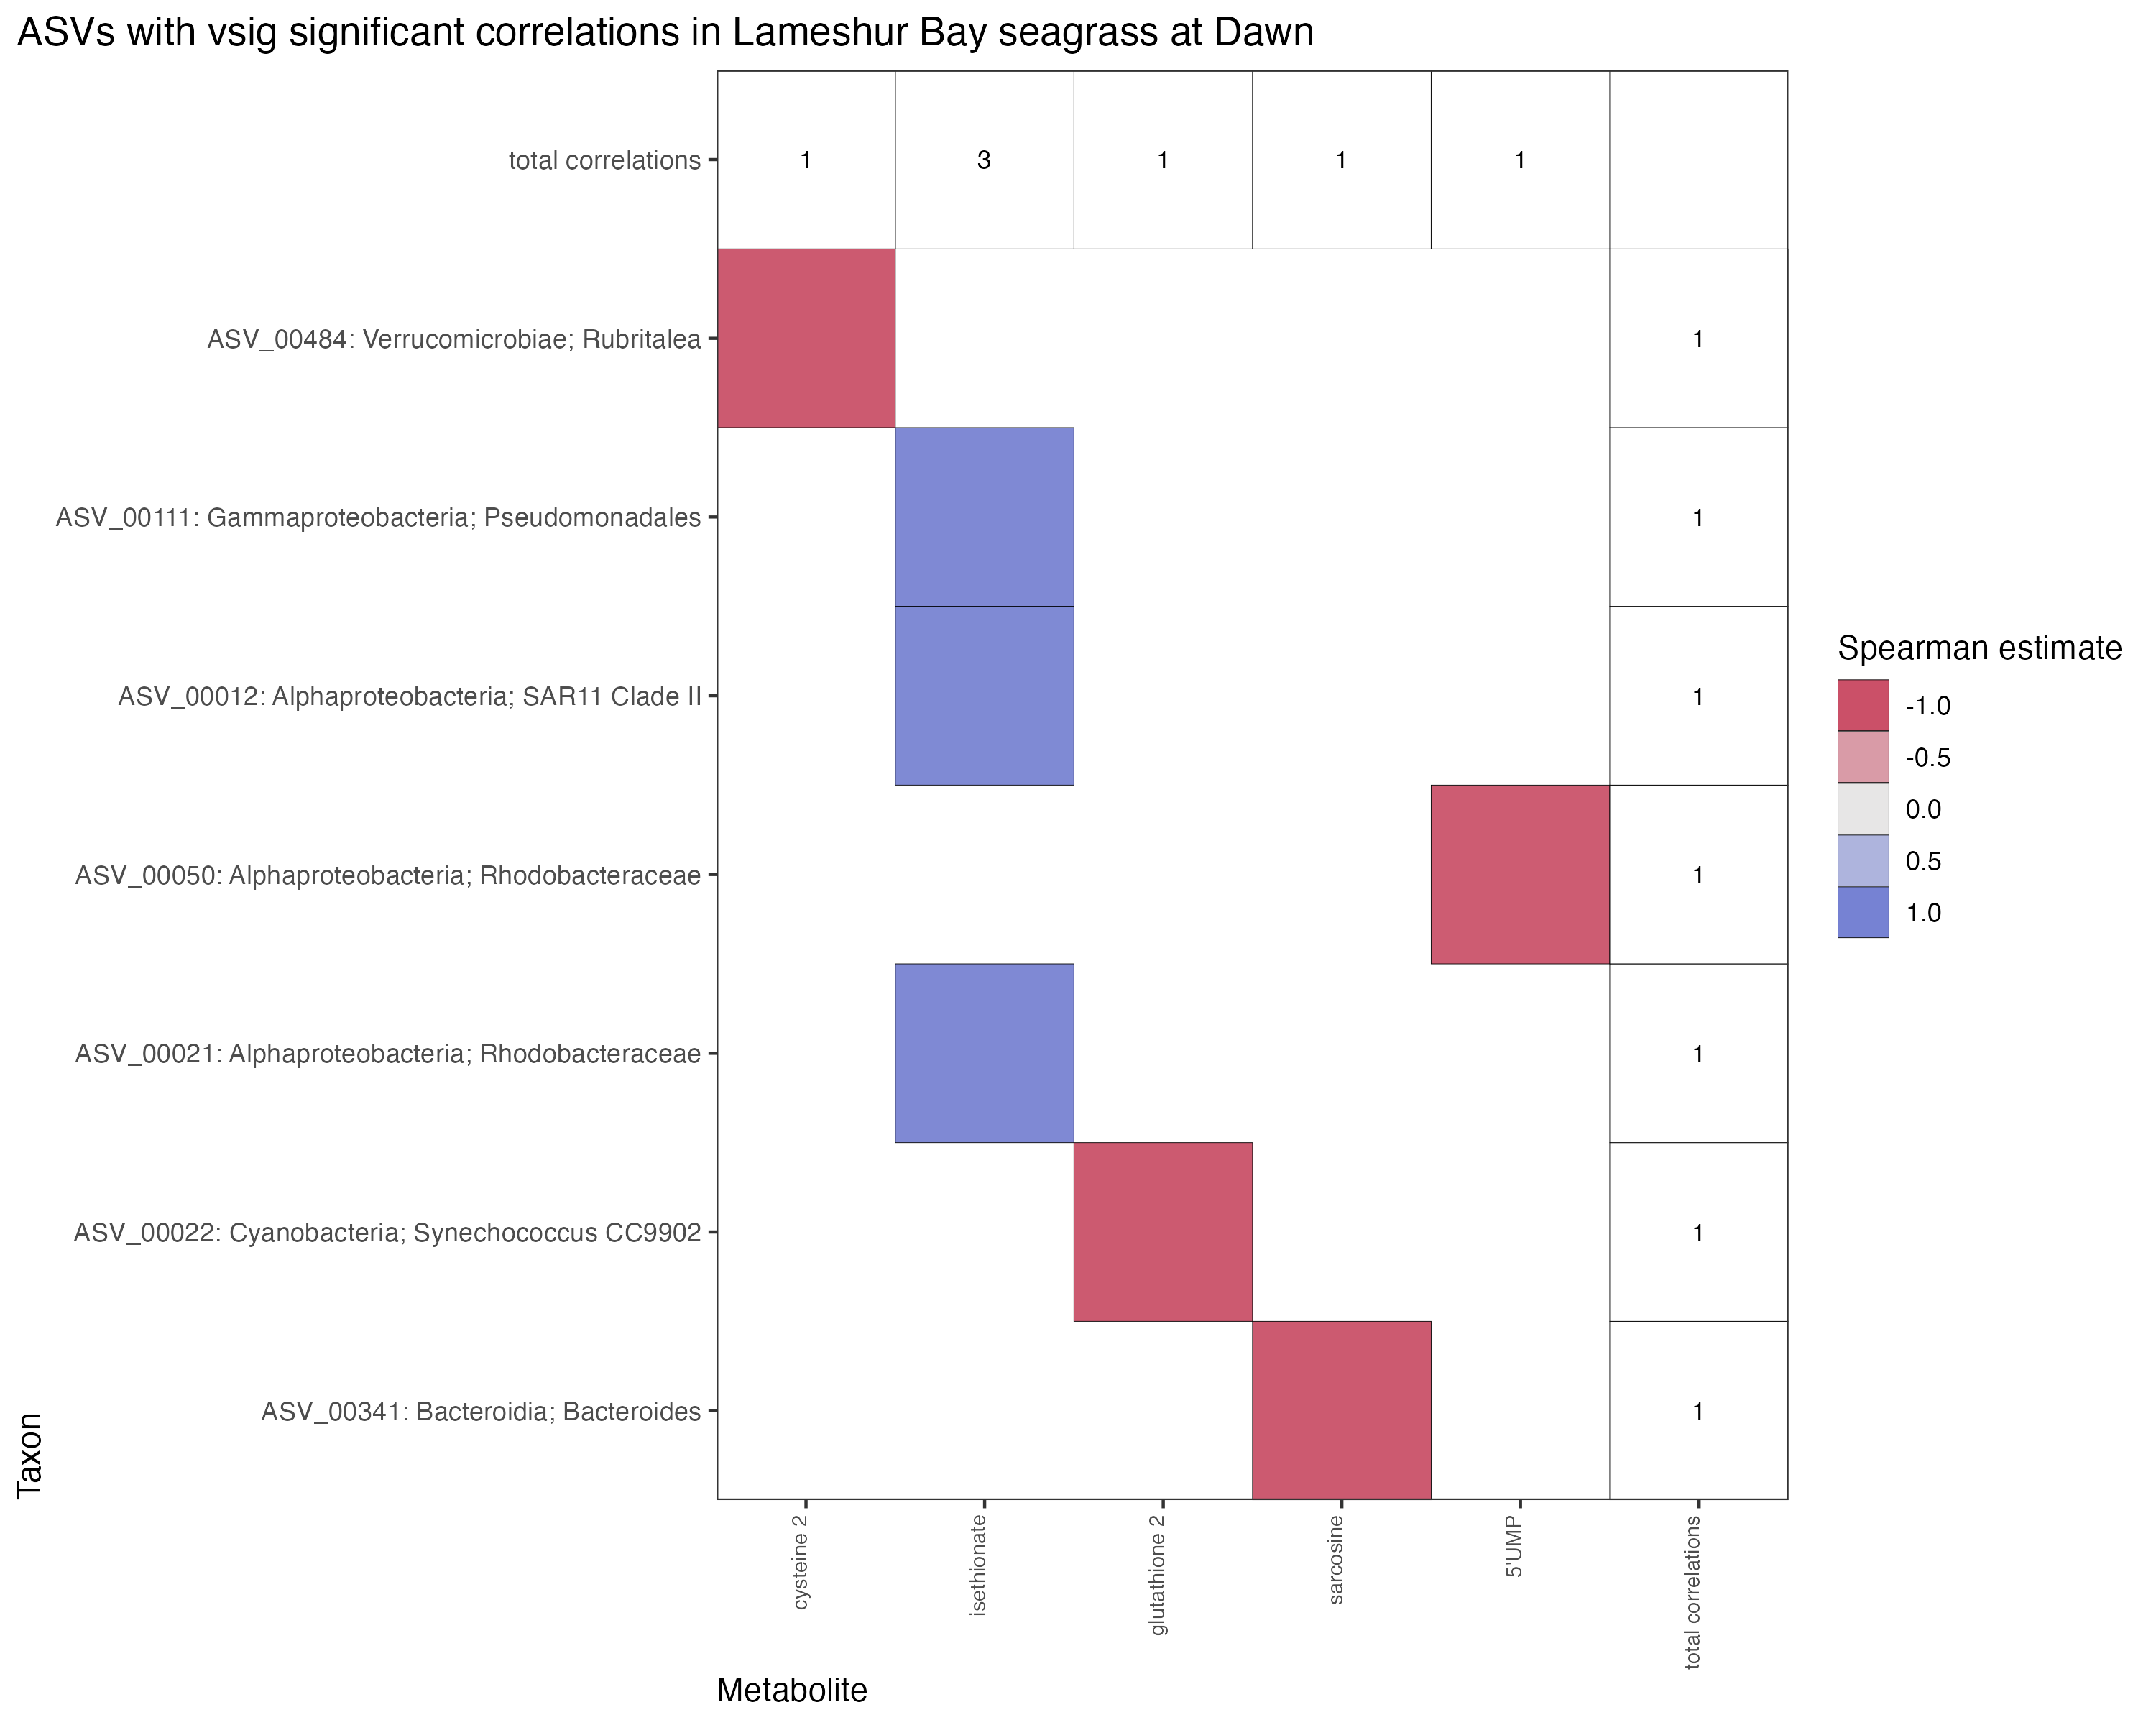 ASVs with vsig significant correlations in Lameshur Bay seagrass at Dawn
total correlations
1
3
1
1
1
ASV_00484: Verrucomicrobiae; Rubritalea
1
ASV_00111: Gammaproteobacteria; Pseudomonadales
1
ASV_00012: Alphaproteobacteria; SAR11 Clade II
1
ASV_00050: Alphaproteobacteria; Rhodobacteraceae
1
ASV_00021: Alphaproteobacteria; Rhodobacteraceae
1
ASV_00022: Cyanobacteria; Synechococcus CC9902
1
ASV_00341: Bacteroidia; Bacteroides
1
Taxon
cysteine 2
isethionate
glutathione 2
sarcosine
5'UMP
total correlations
Metabolite
Spearman estimate
-1.0
-0.5
0.0
0.5
1.0